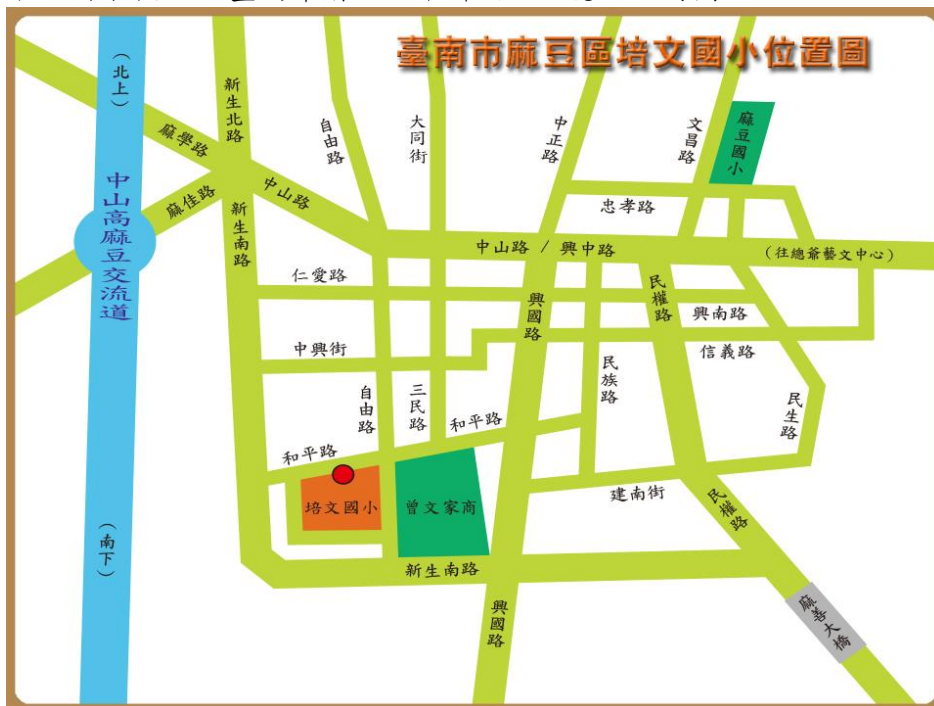 臺南市麻豆區培文國小位置圖
（北上）
新生北路
自由路
大同街
中正路
文昌路
麻豆國小
麻學路
中山路
麻佳路
忠孝路
中山高麻豆交流道
新生南路
中山路 / 興中路
（往總爺藝文中心）
仁愛路
興國路
民權路
興南路
中興街
信義路
民族路
自由路
三民路
民生路
和平路
和平路
培文國小
曾文家商
建南街
民權路
（南下）
新生南路
興國路
麻善大橋